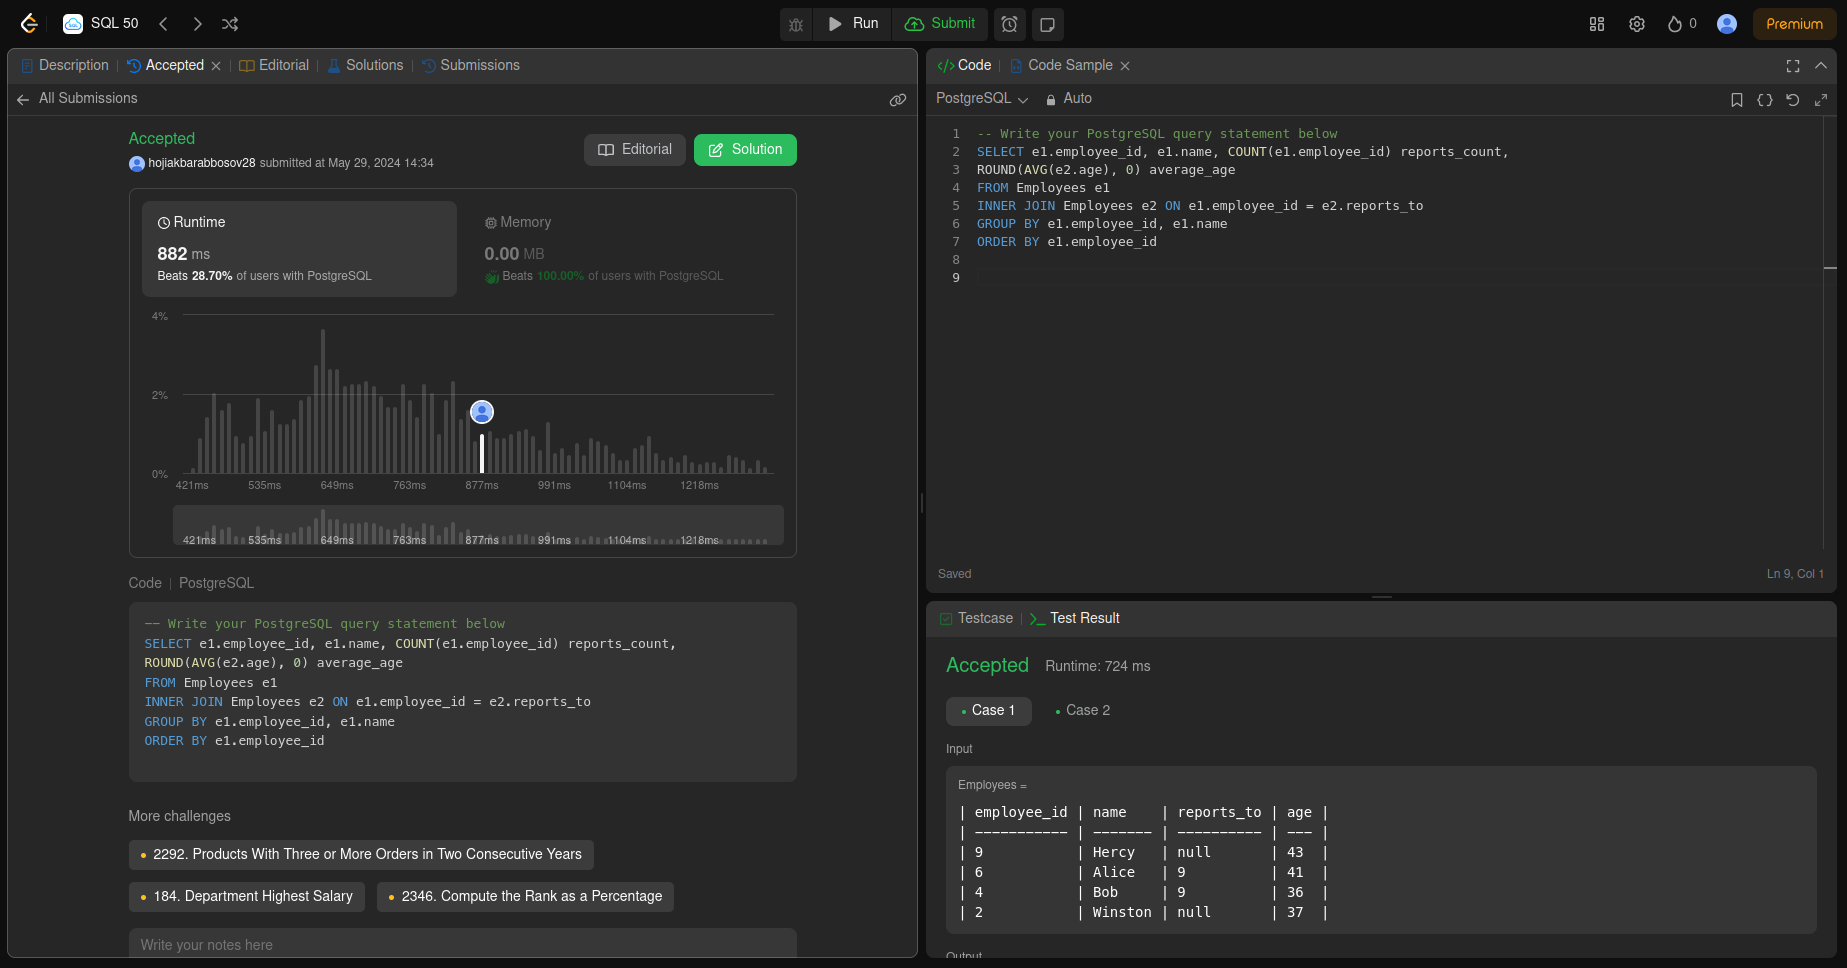 SQL 50
Run
Submit
0
Premium
Description
Accepted
Editorial
Solutions
Submissions
All Submissions
Accepted
hojiakbarabbosov28 submitted at May 29, 2024 14:34
Editorial
Solution
Runtime
882 ms
Beats 28.70% of users with PostgreSQL
Memory
0.00 MB
Beats 100.00% of users with PostgreSQL
4%
2%
0%
421ms 535ms 649ms 763ms 877ms 991ms 1104ms 1218ms
421ms 535ms 649ms 763ms 877ms 991ms 1104ms 1218ms
Code | PostgreSQL
-- Write your PostgreSQL query statement below
SELECT e1.employee_id, e1.name, COUNT(e1.employee_id) reports_count,
ROUND(AVG(e2.age), 0) average_age
FROM Employees e1
INNER JOIN Employees e2 ON e1.employee_id = e2.reports_to
GROUP BY e1.employee_id, e1.name
ORDER BY e1.employee_id
More challenges
2292. Products With Three or More Orders in Two Consecutive Years
184. Department Highest Salary
2346. Compute the Rank as a Percentage
Write your notes here
</> Code
Code Sample
PostgreSQL
Auto
1 -- Write your PostgreSQL query statement below
2 SELECT e1.employee_id, e1.name, COUNT(e1.employee_id) reports_count,
3 ROUND(AVG(e2.age), 0) average_age
4 FROM Employees e1
5 INNER JOIN Employees e2 ON e1.employee_id = e2.reports_to
6 GROUP BY e1.employee_id, e1.name
7 ORDER BY e1.employee_id
8
9
Saved
Ln 9, Col 1
Testcase
Test Result
Accepted Runtime: 724 ms
Case 1
Case 2
Input
Employees =
| employee_id | name    | reports_to | age |
| ----------- | ------- | ---------- | --- |
| 9           | Hercy   | null       | 43  |
| 6           | Alice   | 9          | 41  |
| 4           | Bob     | 9          | 36  |
| 2           | Winston | null       | 37  |
Output